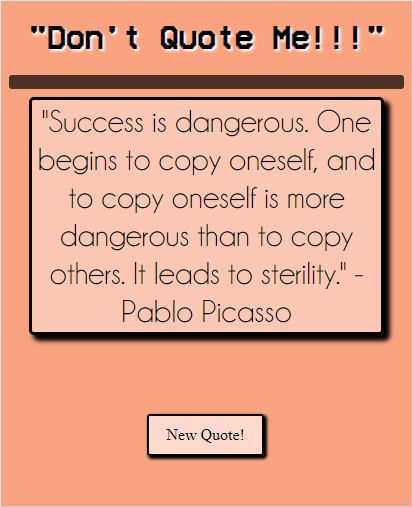 "Don't Quote Me!!!"
"Success is dangerous. One
begins to copy oneself, and
to copy oneself is more
dangerous than to copy
others. It leads to sterility." -
Pablo Picasso
New Quote!